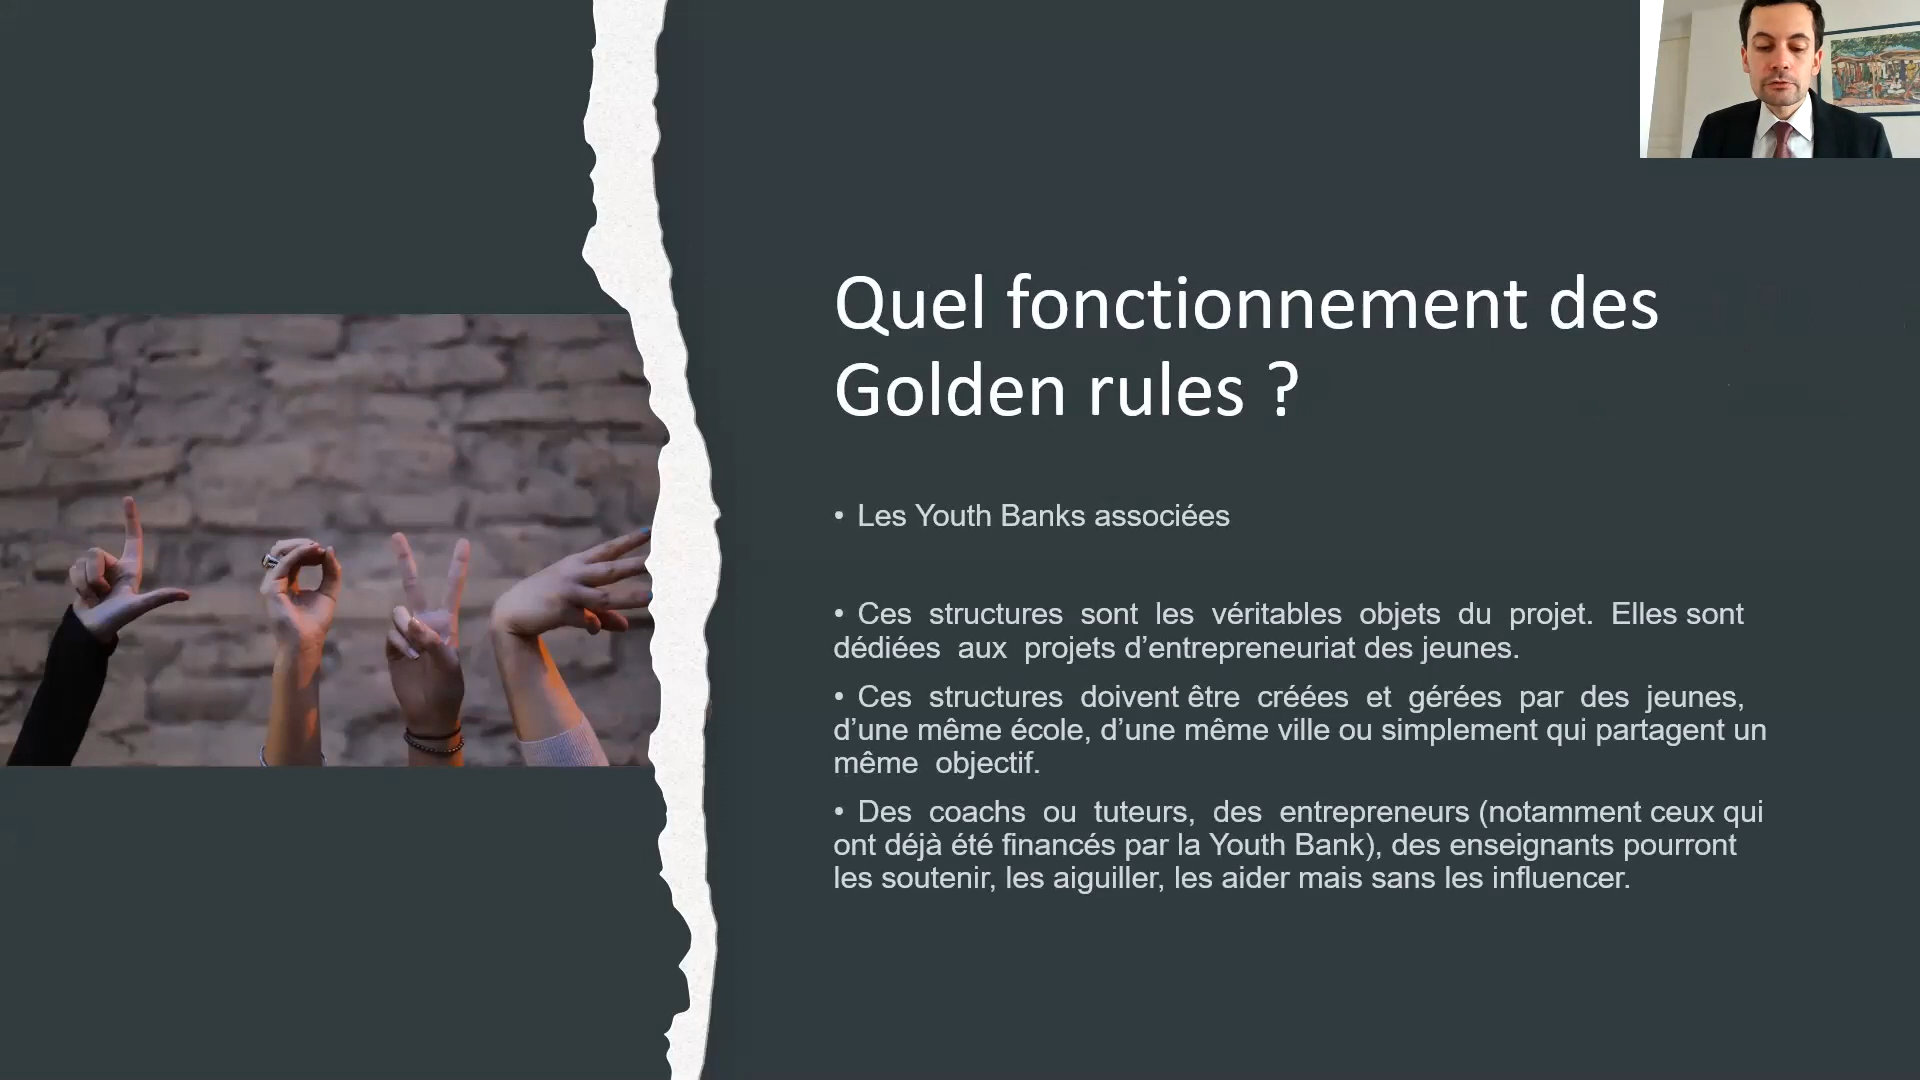 Quel fonctionnement des
Golden rules ?
• Les Youth Banks associées
• Ces structures sont les véritables objets du projet. Elles sont
dédiées aux projets d’entrepreneuriat des jeunes.
• Ces structures doivent être créées et gérées par des jeunes,
d’une même école, d’une même ville ou simplement qui partagent un
même objectif.
• Des coachs ou tuteurs, des entrepreneurs (notamment ceux qui
ont déjà été financés par la Youth Bank), des enseignants pourront
les soutenir, les aiguiller, les aider mais sans les influencer.